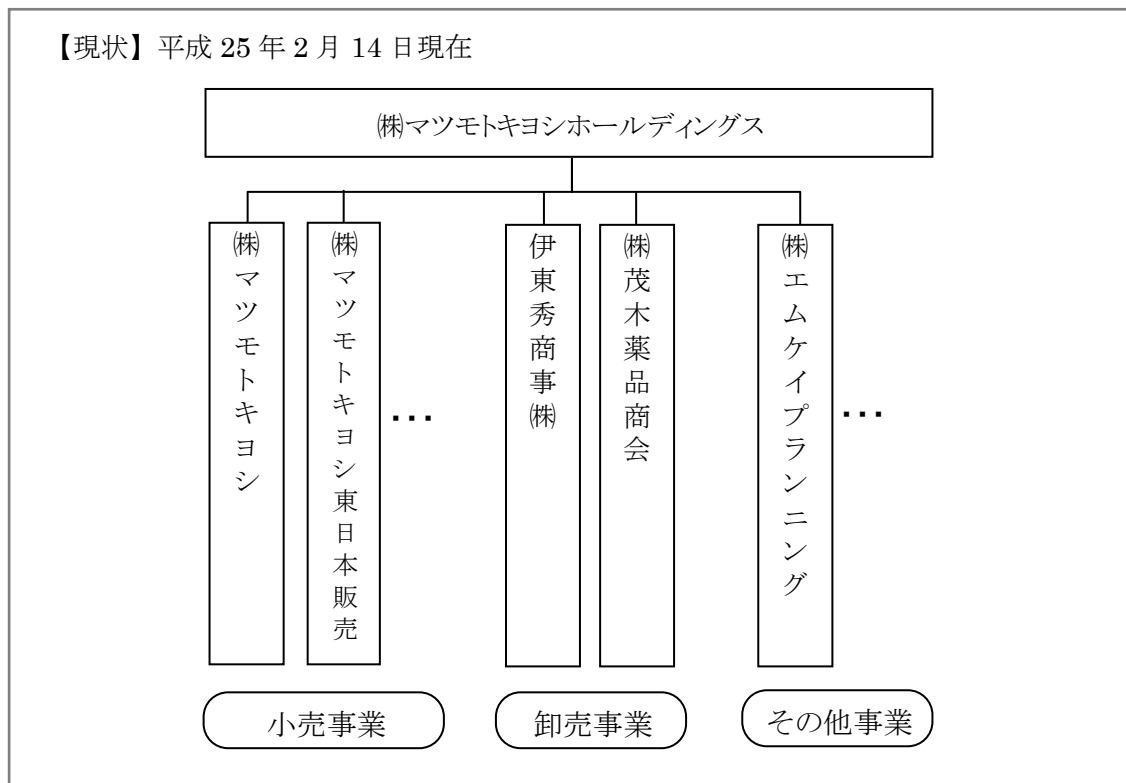 【現状】平成 25 年 2 月 14 日現在
㈱マツモトキヨシホールディングス
㈱マツモトキヨシ
㈱マツモトキヨシ東日本販売
…
伊東秀商事㈱
㈱茂木薬品商会
㈱エムケイプランニング
…
小売事業
卸売事業
その他事業